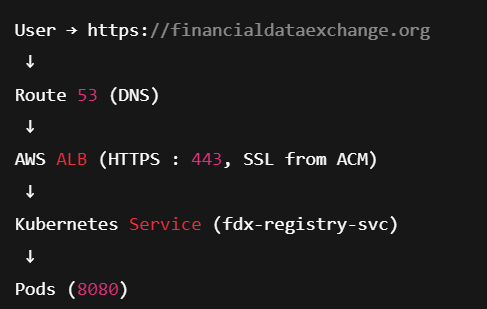 User → https://financialdataexchange.org
↓
Route 53 (DNS)
↓
AWS ALB (HTTPS : 443, SSL from ACM)
↓
Kubernetes Service (fdx-registry-svc)
↓
Pods (8080)